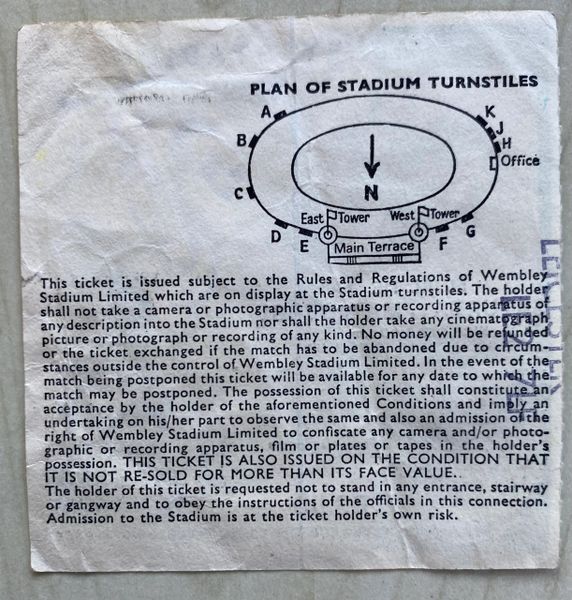 PLAN OF STADIUM TURNSTILES
A
B
C
D
E
K
J
H
Office
G
F
N
East Tower
West Tower
Main Terrace
This ticket is issued subject to the Rules and Regulations of Wembley
Stadium Limited which are on display at the Stadium turnstiles. The holder
shall not take a camera or photographic apparatus or recording apparatus of
any description into the Stadium nor shall the holder take any cinematograph,
picture or photograph or recording of any kind. No money will be refunded
or the ticket exchanged if the match has to be abandoned due to circum-
stances outside the control of Wembley Stadium Limited. In the event of the
match being postponed this ticket will be available for any date to which the
match may be postponed. The possession of this ticket shall constitute an
acceptance by the holder of the aforementioned Conditions and imply an
undertaking on his/her part to observe the same and also an admission of the
right of Wembley Stadium Limited to confiscate any camera and/or photo-
graphic or recording apparatus, film or plates or tapes in the holder's
possession. THIS TICKET IS ALSO ISSUED ON THE CONDITION THAT
IT IS NOT RE-SOLD FOR MORE THAN ITS FACE VALUE..
The holder of this ticket is requested not to stand in any entrance, stairway
or gangway and to obey the instructions of the officials in this connection.
Admission to the Stadium is at the ticket holder's own risk.